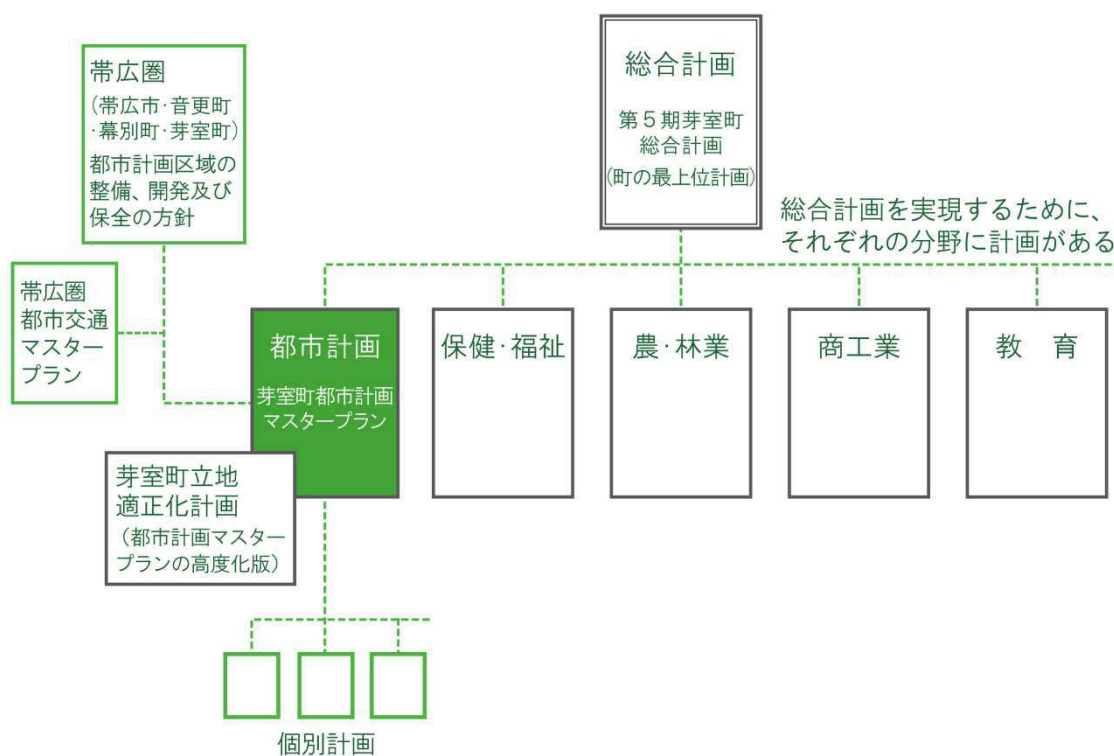 帯広圏
(帯広市・音更町
・幕別町・芽室町)
都市計画区域の
整備、開発及び
保全の方針
総合計画
第5期芽室町
総合計画
(町の最上位計画)
総合計画を実現するために、
それぞれの分野に計画がある
帯広圏
都市交通
マスター
プラン
都市計画
芽室町都市計画
マスタープラン
保健・福祉
農・林業
商工業
教　育
芽室町立地
適正化計画
（都市計画マスター
プランの高度化版）
個別計画